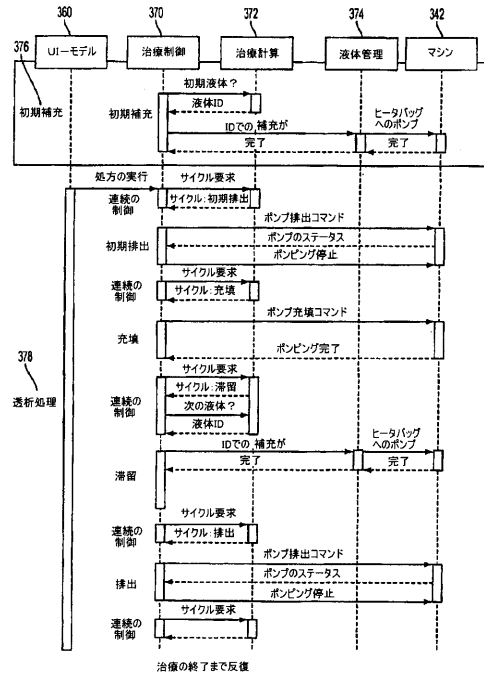 360
370
372
374
342
UI-モデル
治療制御
治療計算
液体管理
マシン
376
初期補充
初期補充
初期液体？
液体ID
IDでの,補充が
完了
ヒータバッグ
へのポンプ
完了
処方の実行
サイクル要求
連続の
制御
サイクル:初期排出
初期排出
ポンプ排出コマンド
ポンプのステータス
ポンピング停止
サイクル要求
連続の
制御
サイクル:充填
充填
ポンプ充填コマンド
ポンピング完了
378
透析処理
サイクル要求
サイクル:滞留
連続の
制御
次の液体？
液体ID
IDでの,補充が
完了
ヒータバッグ
へのポンプ
完了
滞留
サイクル要求
連続の
制御
サイクル:排出
排出
ポンプ排出コマンド
ポンプのステータス
ポンピング停止
サイクル要求
連続の
制御
治療の終了まで反復